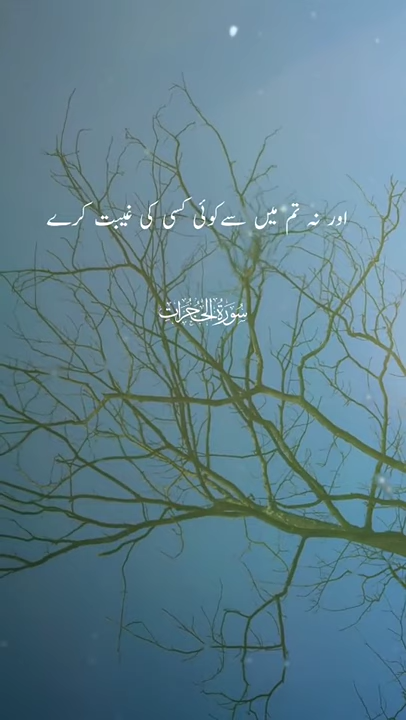 اور نہ تم میں سے کوئی کسی کی غیبت کرے
سُورَةُ الحُجُرَاتِ